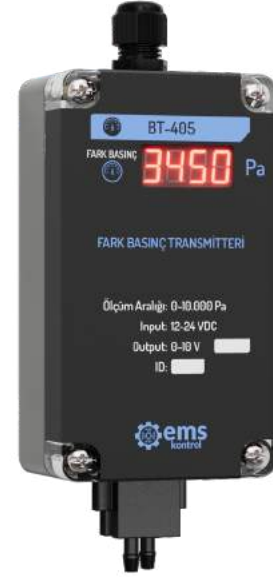 BT-405
FARK BASINÇ
3450 Pa
FARK BASINÇ TRANSMİTTERİ
Ölçüm Aralığı: 0-10.000 Pa
Input: 12-24 VDC
Output: 0-10 V
ID:
ems
kontrol